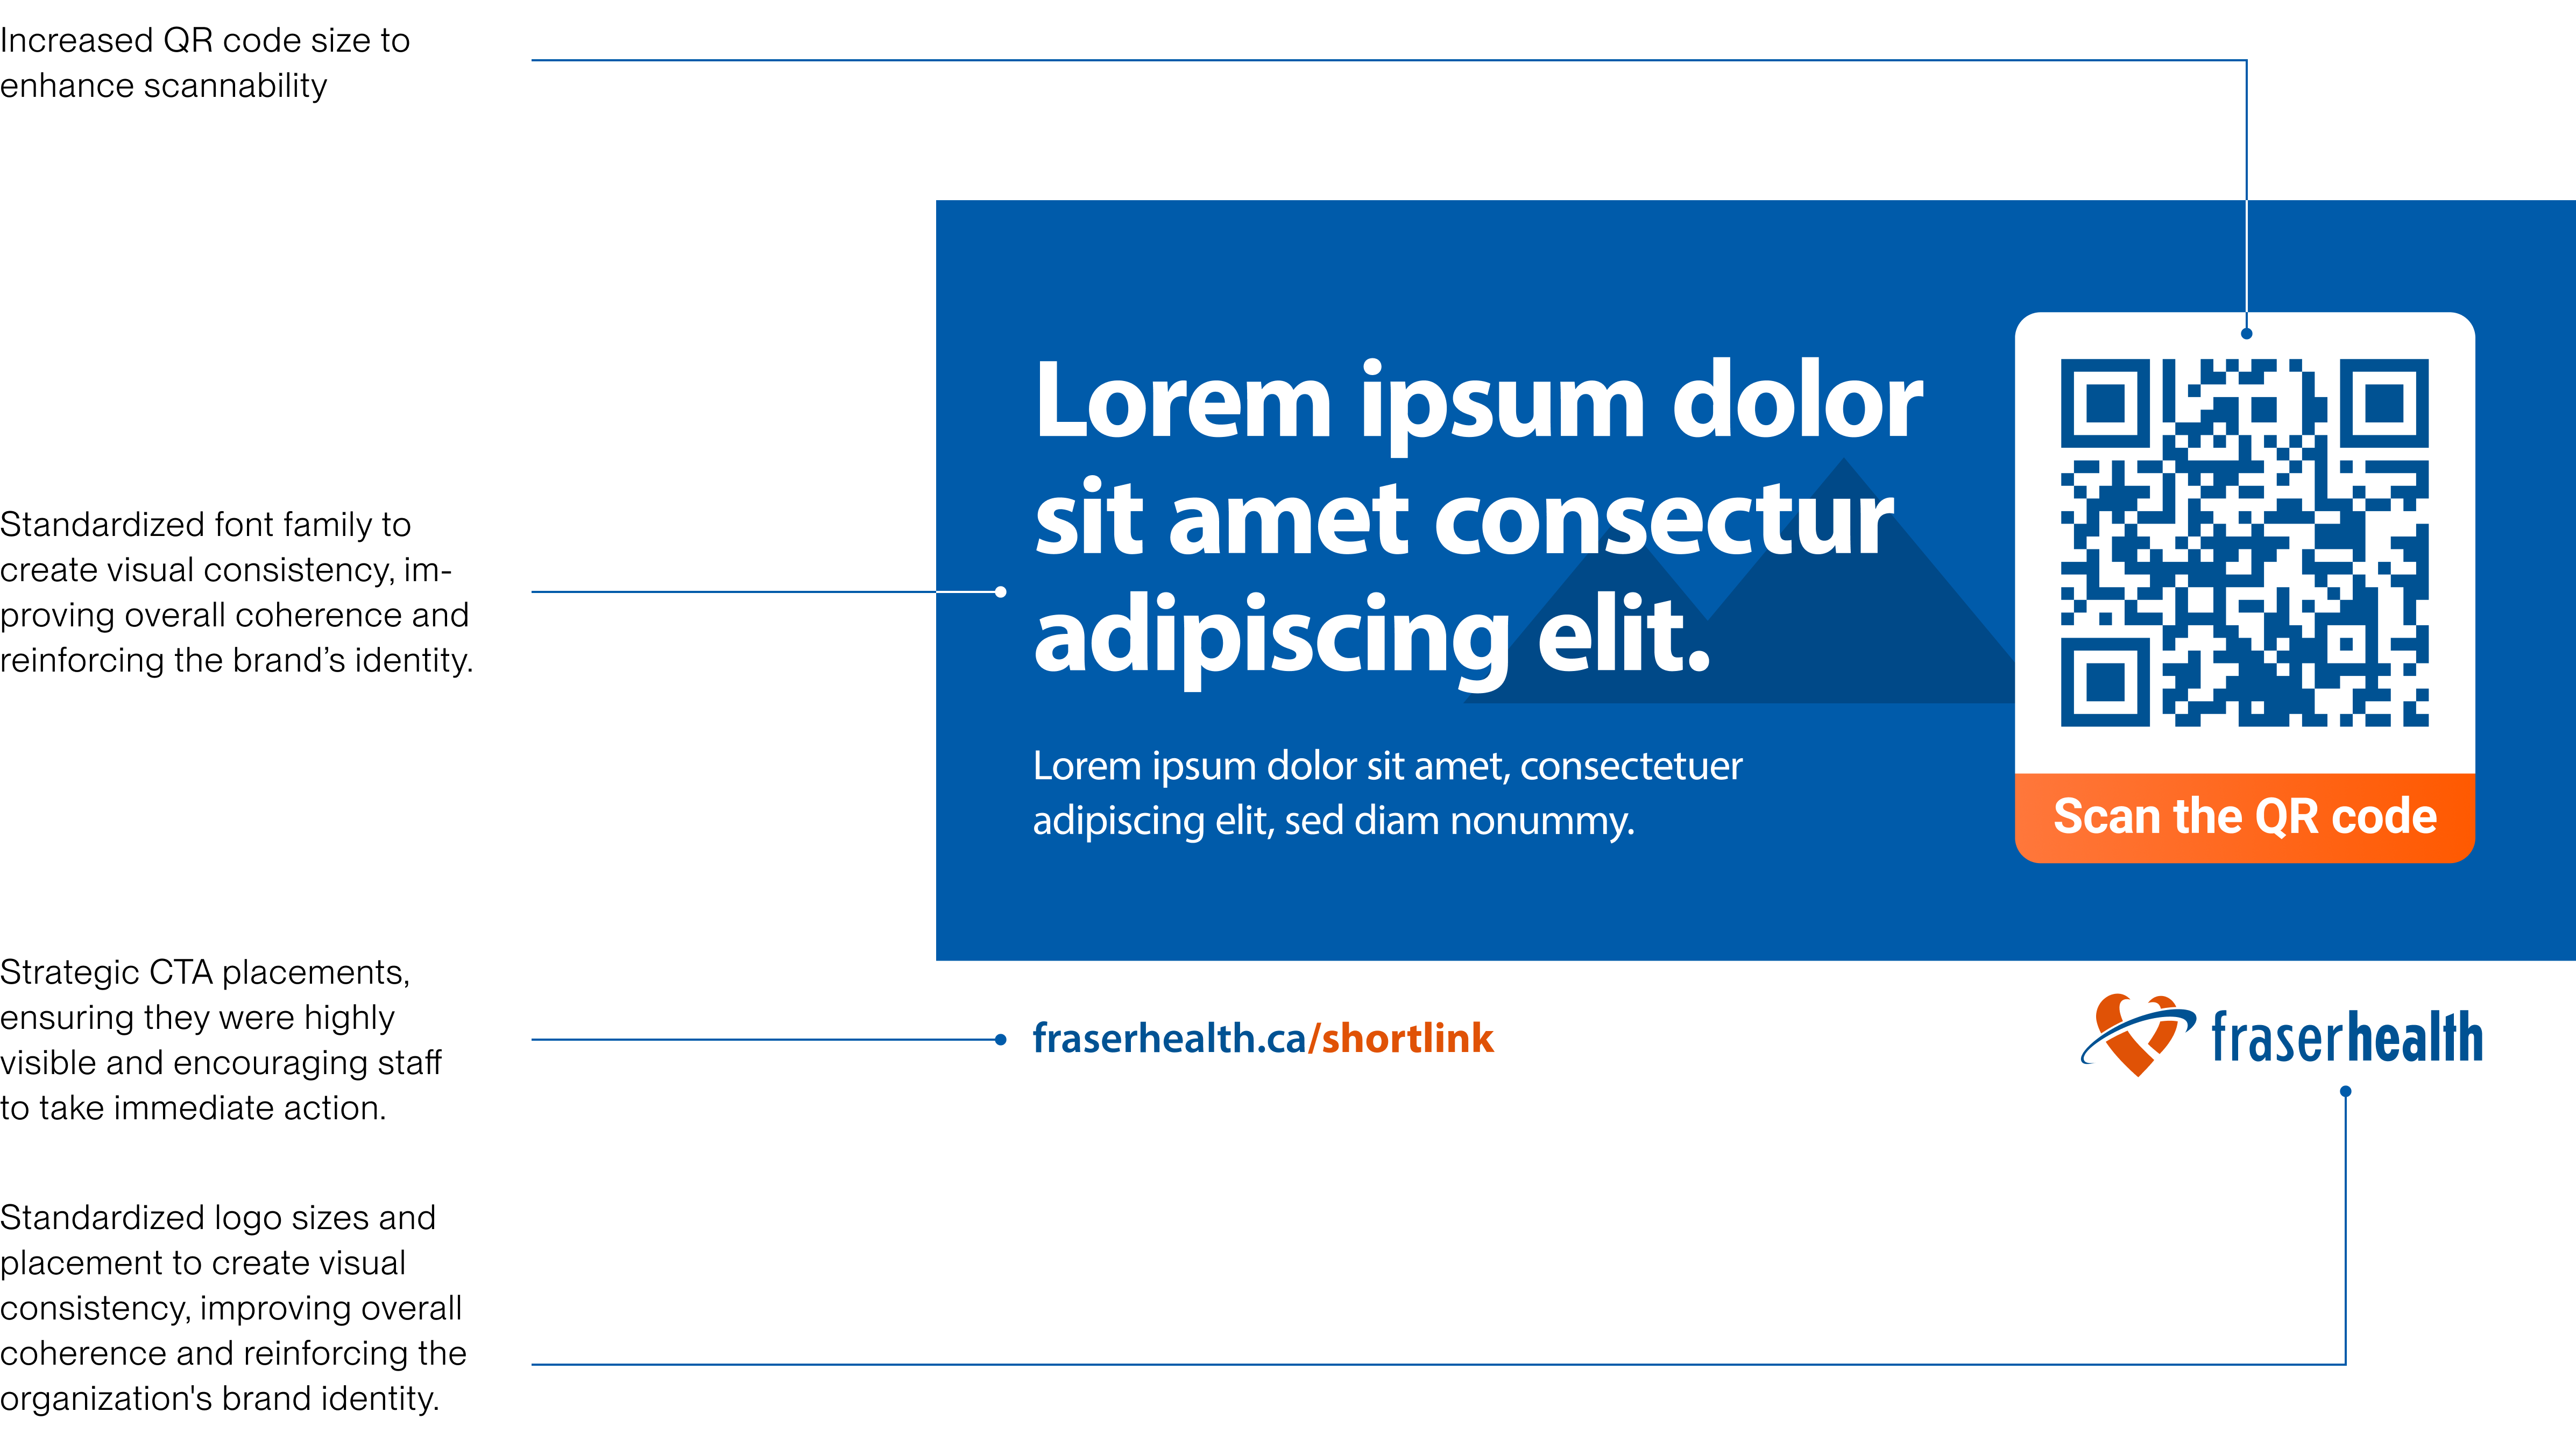 Increased QR code size to
enhance scannability
Standardized font family to
create visual consistency, im-
proving overall coherence and
reinforcing the brand’s identity.
Strategic CTA placements,
ensuring they were highly
visible and encouraging staff
to take immediate action.
Standardized logo sizes and
placement to create visual
consistency, improving overall
coherence and reinforcing the
organization's brand identity.
Lorem ipsum dolor
sit amet consectur
adipiscing elit.
Lorem ipsum dolor sit amet, consectetuer
adipiscing elit, sed diam nonummy.
Scan the QR code
fraserhealth.ca/shortlink
fraserhealth